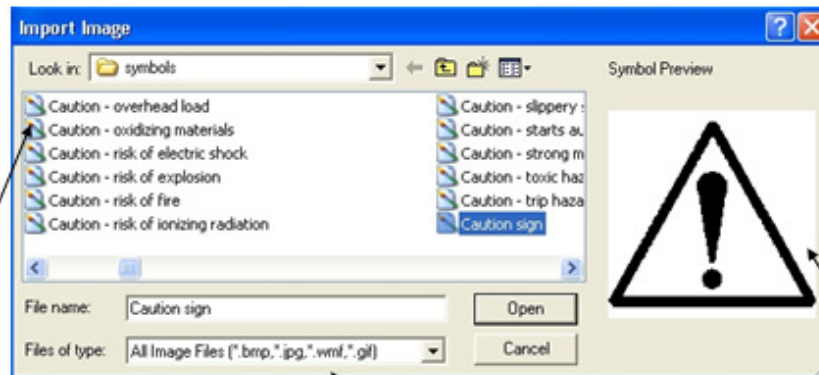 Import Image
Look in: symbols
Symbol Preview
Caution - overhead load
Caution - oxidizing materials
Caution - risk of electric shock
Caution - risk of explosion
Caution - risk of fire
Caution - risk of ionizing radiation
Caution - slippery
Caution - starts au
Caution - strong m
Caution - toxic haz
Caution - trip haza
Caution sign
File name: Caution sign
Open
Files of type: All Image Files (*.bmp,*.jpg,*.wmf,*.gif)
Cancel